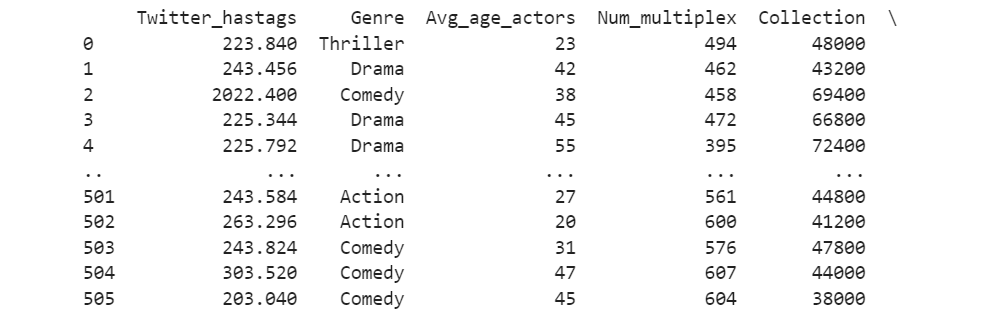 Twitter_hastags Genre Avg_age_actors Num_multiplex Collection \
0 223.840 Thriller 23 494 48000
1 243.456 Drama 42 462 43200
2 2022.400 Comedy 38 458 69400
3 225.344 Drama 45 472 66800
4 225.792 Drama 55 395 72400
.. ... ... ... ... ...
501 243.584 Action 27 561 44800
502 263.296 Action 20 600 41200
503 243.824 Comedy 31 576 47800
504 303.520 Comedy 47 607 44000
505 203.040 Comedy 45 604 38000